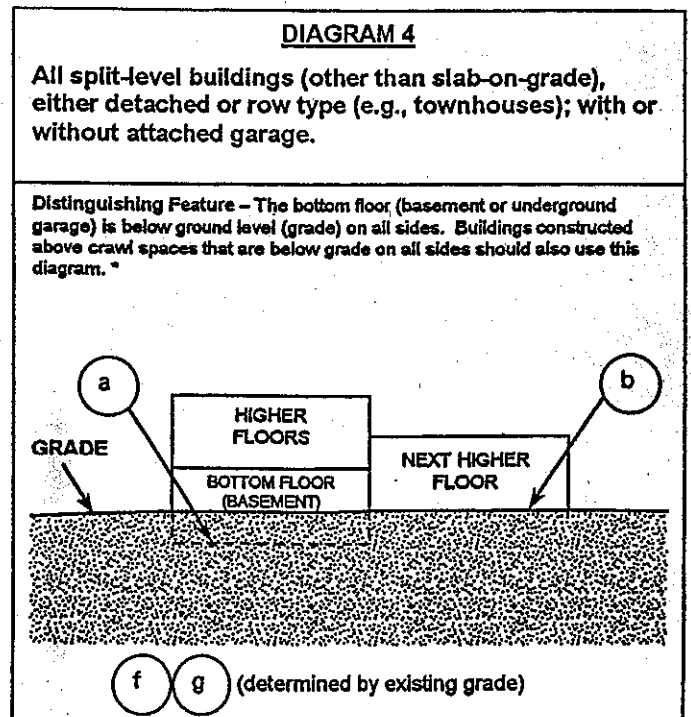 DIAGRAM 4
All split-level buildings (other than slab-on-grade),
either detached or row type (e.g., townhouses); with or
without attached garage.
Distinguishing Feature – The bottom floor (basement or underground
garage) is below ground level (grade) on all sides. Buildings constructed
above crawl spaces that are below grade on all sides should also use this
diagram. *
a
b
HIGHER
FLOORS
GRADE
NEXT HIGHER
FLOOR
BOTTOM FLOOR
(BASEMENT)
f g (determined by existing grade)